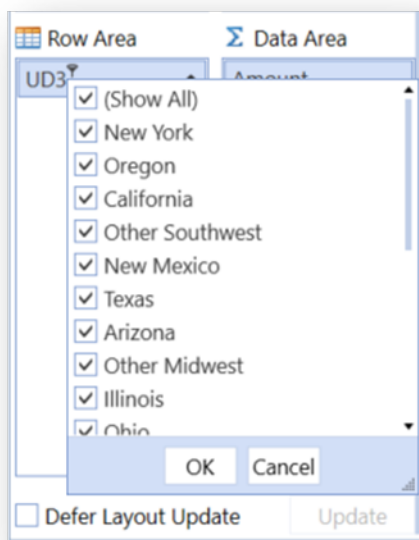 Row Area
Data Area
UD3
Amount
(Show All)
New York
Oregon
California
Other Southwest
New Mexico
Texas
Arizona
Other Midwest
Illinois
Ohio
OK
Cancel
Defer Layout Update
Update